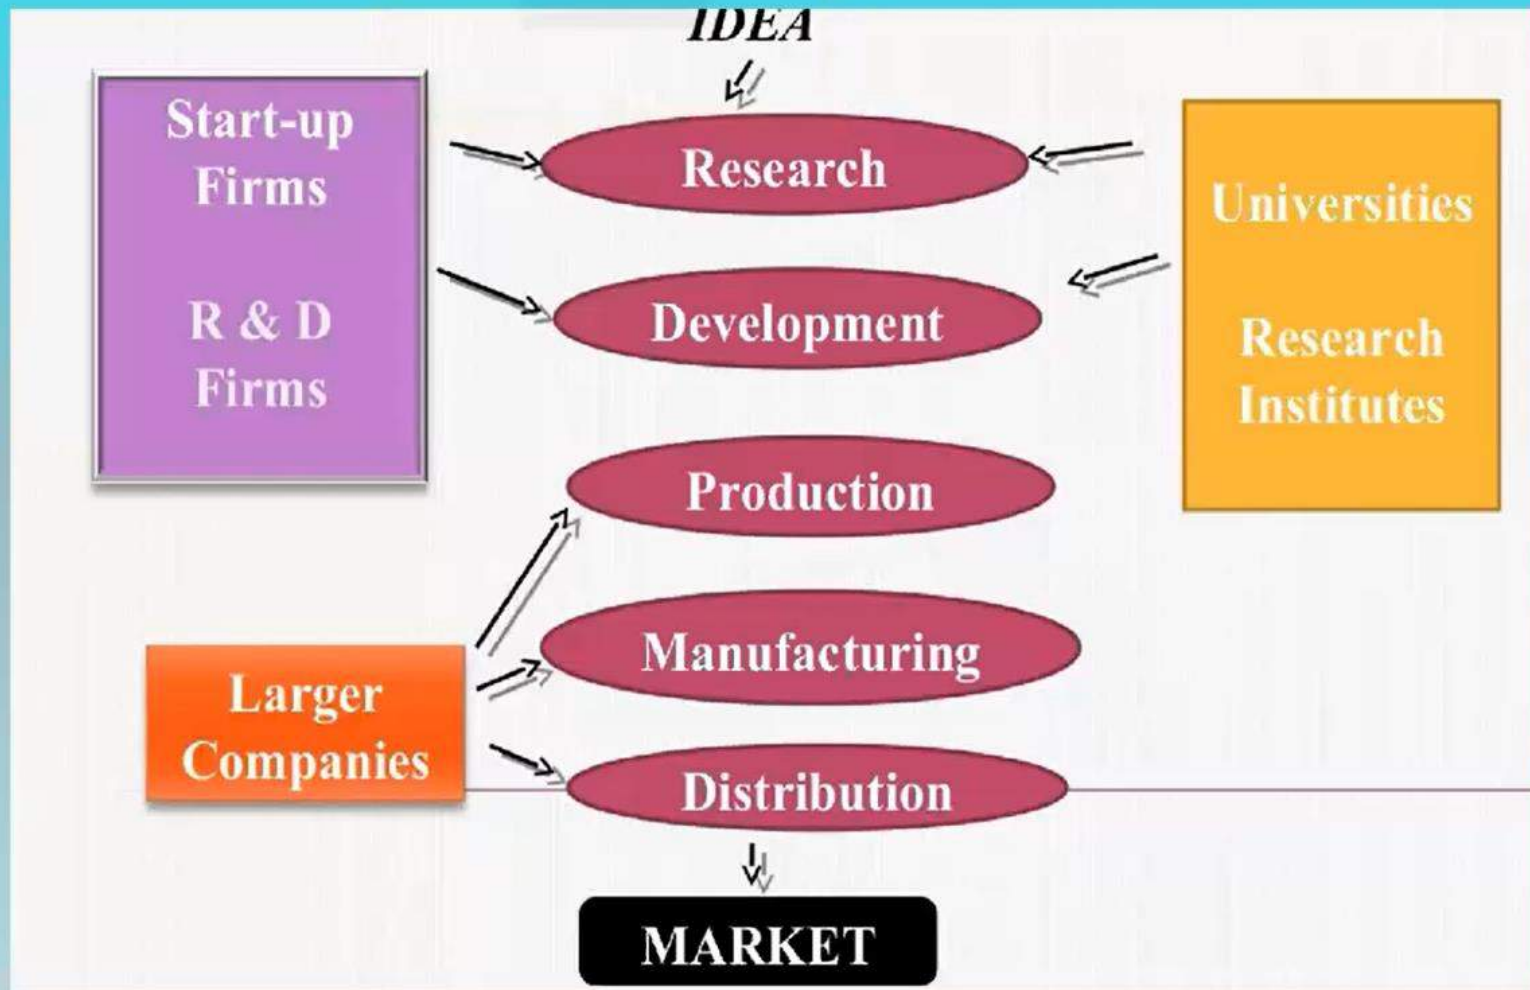 IDEA
Start-up
Firms
R & D
Firms
Research
Development
Production
Manufacturing
Distribution
Universities
Research
Institutes
Larger
Companies
MARKET